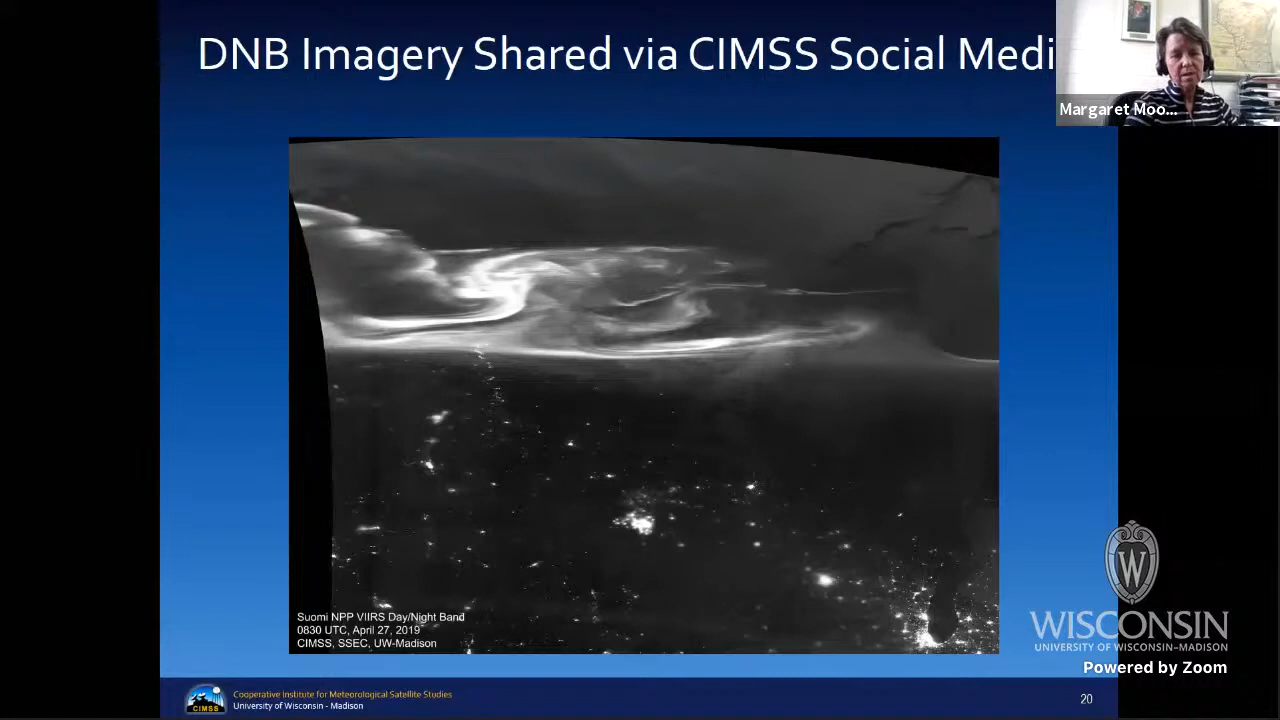 DNB Imagery Shared via CIMSS Social Medi
Margaret Moo...
Suomi NPP VIIRS Day/Night Band
0830 UTC, April 27, 2019
CIMSS, SSEC, UW-Madison
W
WISCONSIN
UNIVERSITY OF WISCONSIN–MADISON
Powered by Zoom
CIMSS
Cooperative Institute for Meteorological Satellite Studies
University of Wisconsin - Madison
20